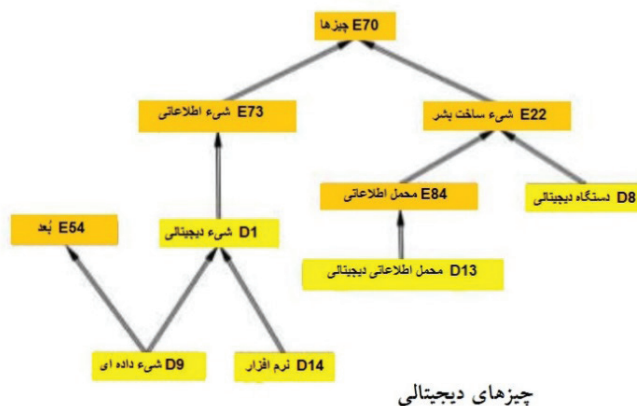 چیزها E70
شیء اطلاعاتی E73
شیء ساخت بشر E22
محمل اطلاعاتی E84
دستگاه دیجیتالی D8
بُعد E54
شیء دیجیتالی D1
محمل اطلاعاتی دیجیتالی D13
شیء داده ای D9
نرم افزار D14
چیزهای دیجیتالی